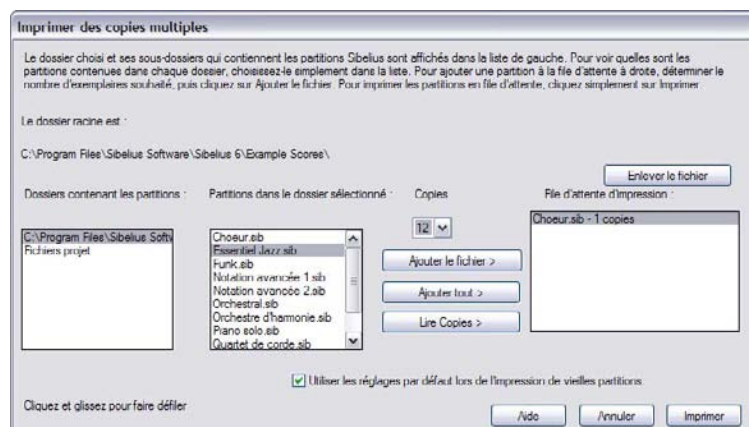 Imprimer des copies multiples
Le dossier choisi et ses sous-dossiers qui contiennent les partitions Sibelius sont affichés dans la liste de gauche. Pour voir quelles sont les
partitions contenues dans chaque dossier, choisissez-le simplement dans la liste. Pour ajouter une partition à la file d'attente à droite, déterminer le
nombre d'exemplaires souhaité, puis cliquez sur Ajouter le fichier. Pour imprimer les partitions en file d'attente, cliquez simplement sur Imprimer
Le dossier racine est :
C:\Program Files\Sibelius Software\Sibelius 6\Example Scores\
Enlever le fichier
Dossiers contenant les partitions :
Partitions dans le dossier sélectionné :
Copies
File d'attente d'impression :
C:\Program Files\Sibelius Softw
Fichiers projet
Choeur.sib
Essentiel Jazz.sib
Funk.sib
Notation avancée 1.sib
Notation avancée 2.sib
Orchestral.sib
Orchestre d'harmonie.sib
Piano solo.sib
Quartet de corde.sib
12
Ajouter le fichier >
Ajouter tout >
Lire Copies >
Choeur.sib - 1 copies
Utiliser les réglages par défaut lors de l'impression de vieilles partitions.
Cliquez et glissez pour faire défiler
Aide
Annuler
Imprimer